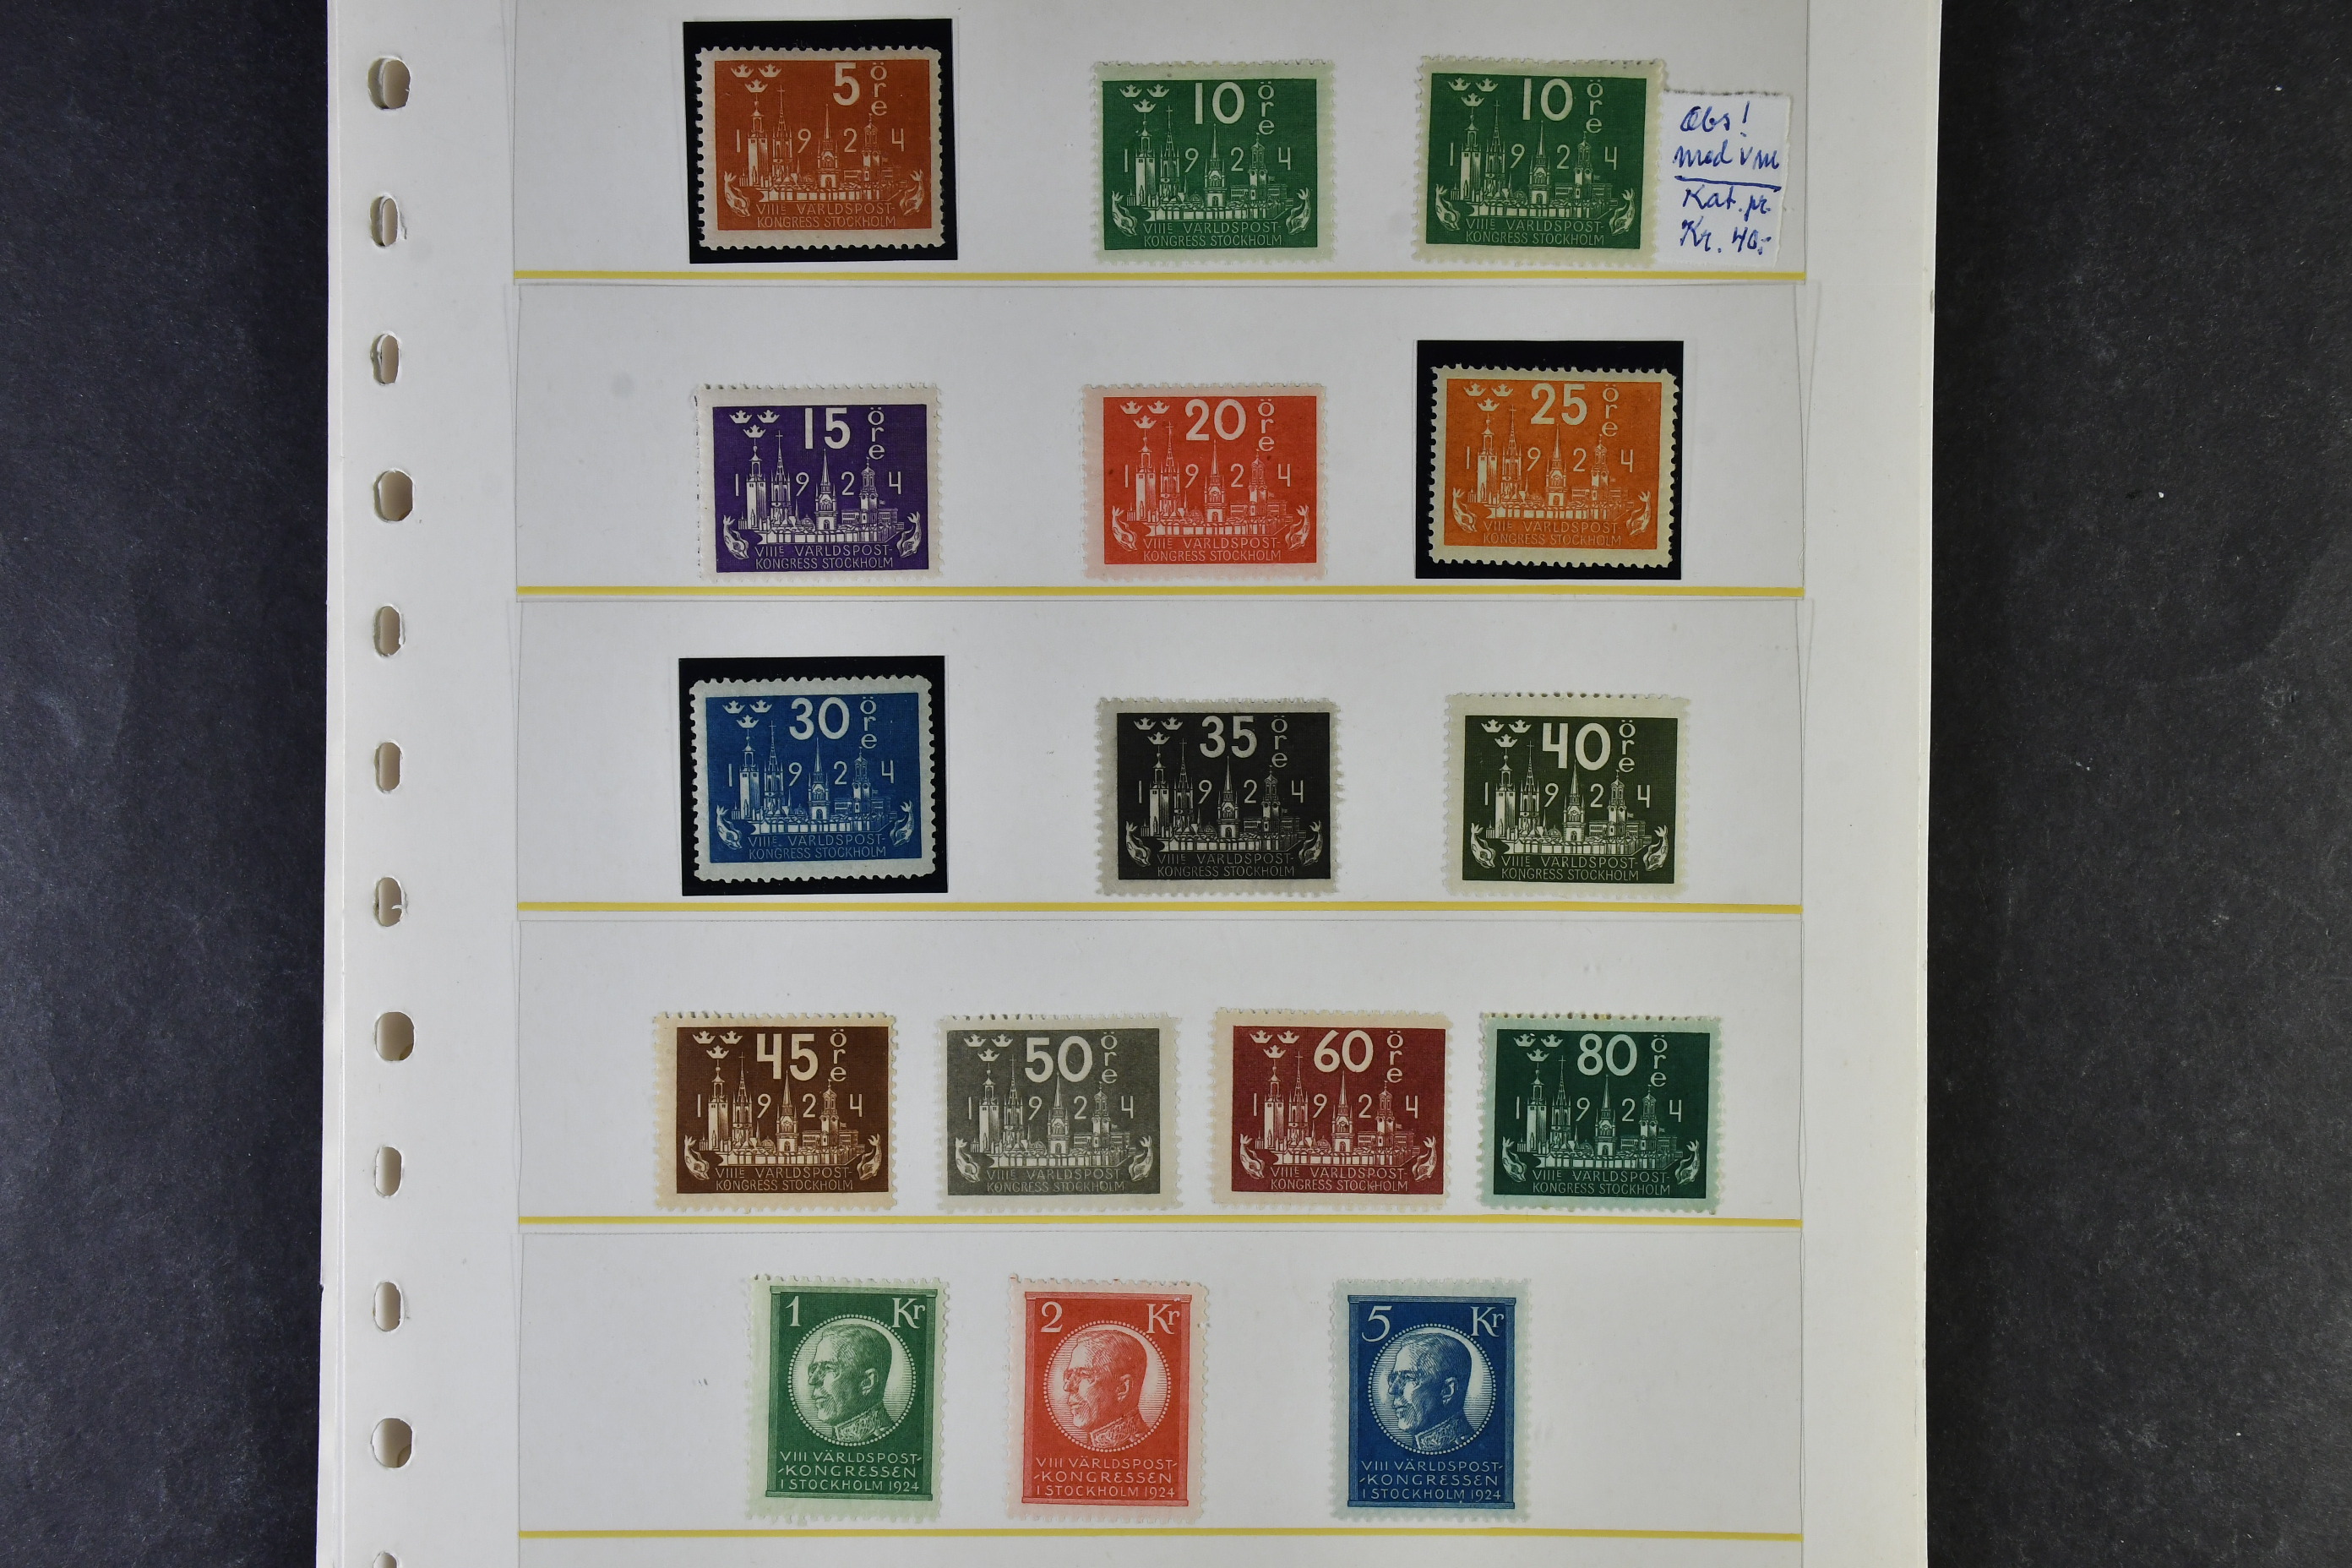 5 öre
1924
VIIIE VÄRLDSPOST-
KONGRESS STOCKHOLM
10 öre
1924
VIIIE VÄRLDSPOST-
KONGRESS STOCKHOLM
10 öre
1924
VIIIE VÄRLDSPOST-
KONGRESS STOCKHOLM
Obs!
med vm
Kat. pr.
Kr. 40:-
15 öre
1924
VIIIE VÄRLDSPOST-
KONGRESS STOCKHOLM
20 öre
1924
VIIIE VÄRLDSPOST-
KONGRESS STOCKHOLM
25 öre
1924
VIIIE VÄRLDSPOST-
KONGRESS STOCKHOLM
30 öre
1924
VIIIE VÄRLDSPOST-
KONGRESS STOCKHOLM
35 öre
1924
VIIIE VÄRLDSPOST-
KONGRESS STOCKHOLM
40 öre
1924
VIIIE VÄRLDSPOST-
KONGRESS STOCKHOLM
45 öre
1924
VIIIE VÄRLDSPOST-
KONGRESS STOCKHOLM
50 öre
1924
VIIIE VÄRLDSPOST-
KONGRESS STOCKHOLM
60 öre
1924
VIIIE VÄRLDSPOST-
KONGRESS STOCKHOLM
80 öre
1924
VIIIE VÄRLDSPOST-
KONGRESS STOCKHOLM
1 Kr
VIII VÄRLDSPOST-
-KONGRESSEN
I STOCKHOLM 1924
2 Kr
VIII VÄRLDSPOST-
-KONGRESSEN
I STOCKHOLM 1924
5 Kr
VIII VÄRLDSPOST-
-KONGRESSEN
I STOCKHOLM 1924